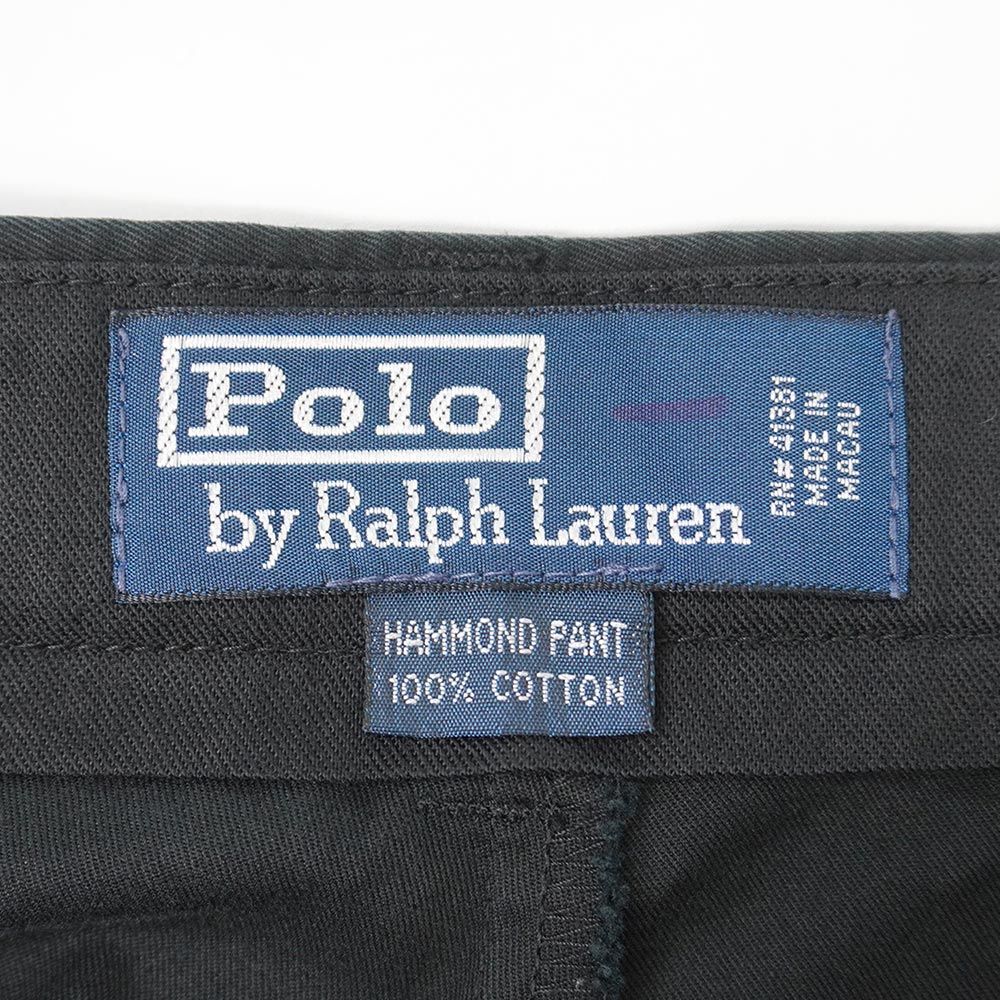 Polo
by Ralph Lauren
RN# 41381
MADE IN
MACAU
HAMMOND PANT
100% COTTON